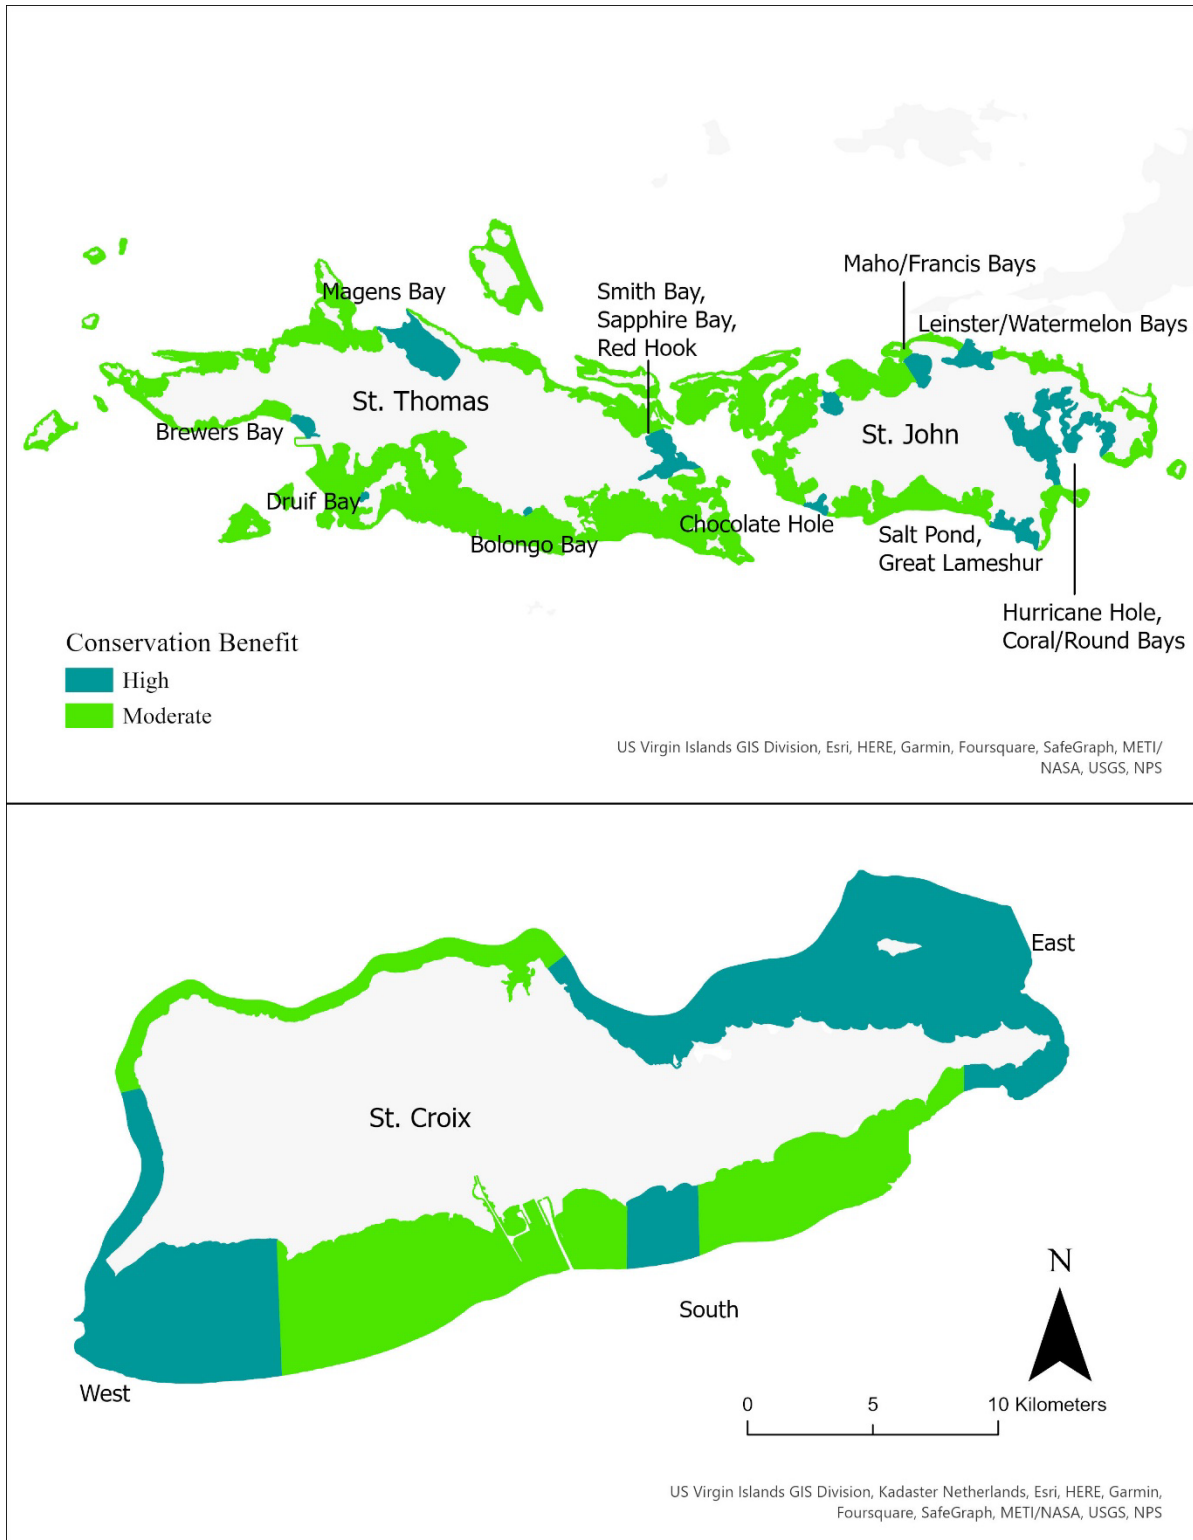 Magens Bay
Smith Bay,
Sapphire Bay,
Red Hook
Maho/Francis Bays
Leinster/Watermelon Bays
St. Thomas
St. John
Brewers Bay
Druif Bay
Bolongo Bay
Chocolate Hole
Salt Pond,
Great Lameshur
Hurricane Hole,
Coral/Round Bays
Conservation Benefit
High
Moderate
US Virgin Islands GIS Division, Esri, HERE, Garmin, Foursquare, SafeGraph, METI/
NASA, USGS, NPS
East
St. Croix
South
West
N
0 5 10 Kilometers
US Virgin Islands GIS Division, Kadaster Netherlands, Esri, HERE, Garmin,
Foursquare, SafeGraph, METI/NASA, USGS, NPS